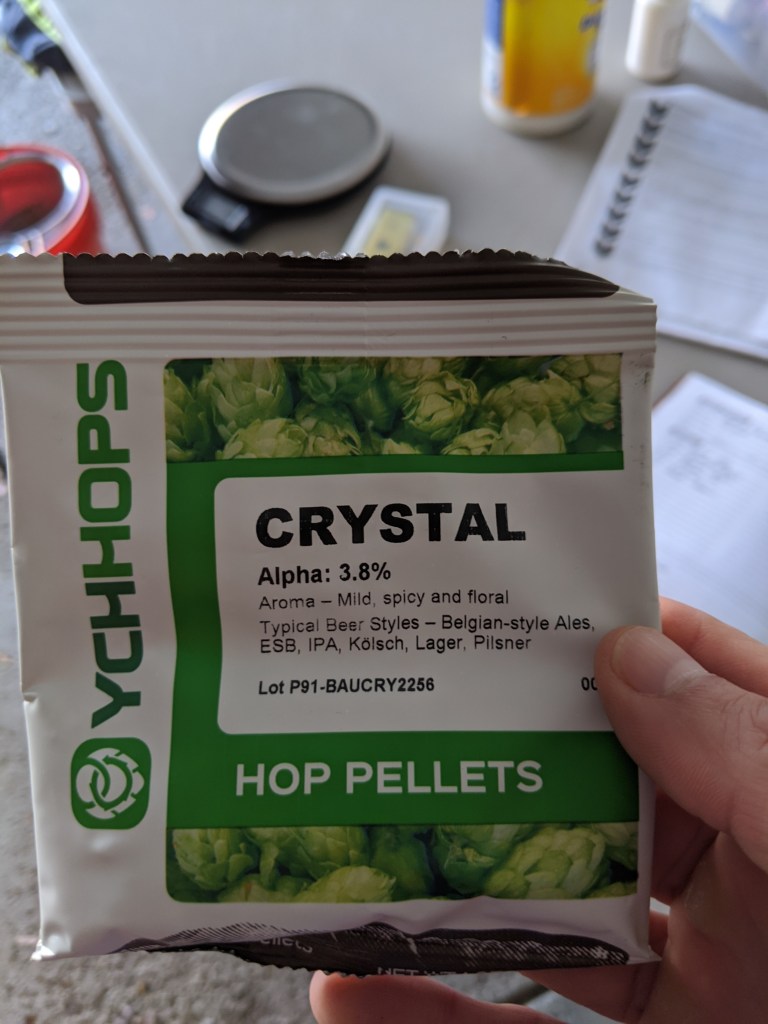 YCHHOPS
CRYSTAL
Alpha: 3.8%
Aroma – Mild, spicy and floral
Typical Beer Styles – Belgian-style Ales,
ESB, IPA, Kölsch, Lager, Pilsner
Lot P91-BAUCRY2256
00
HOP PELLETS